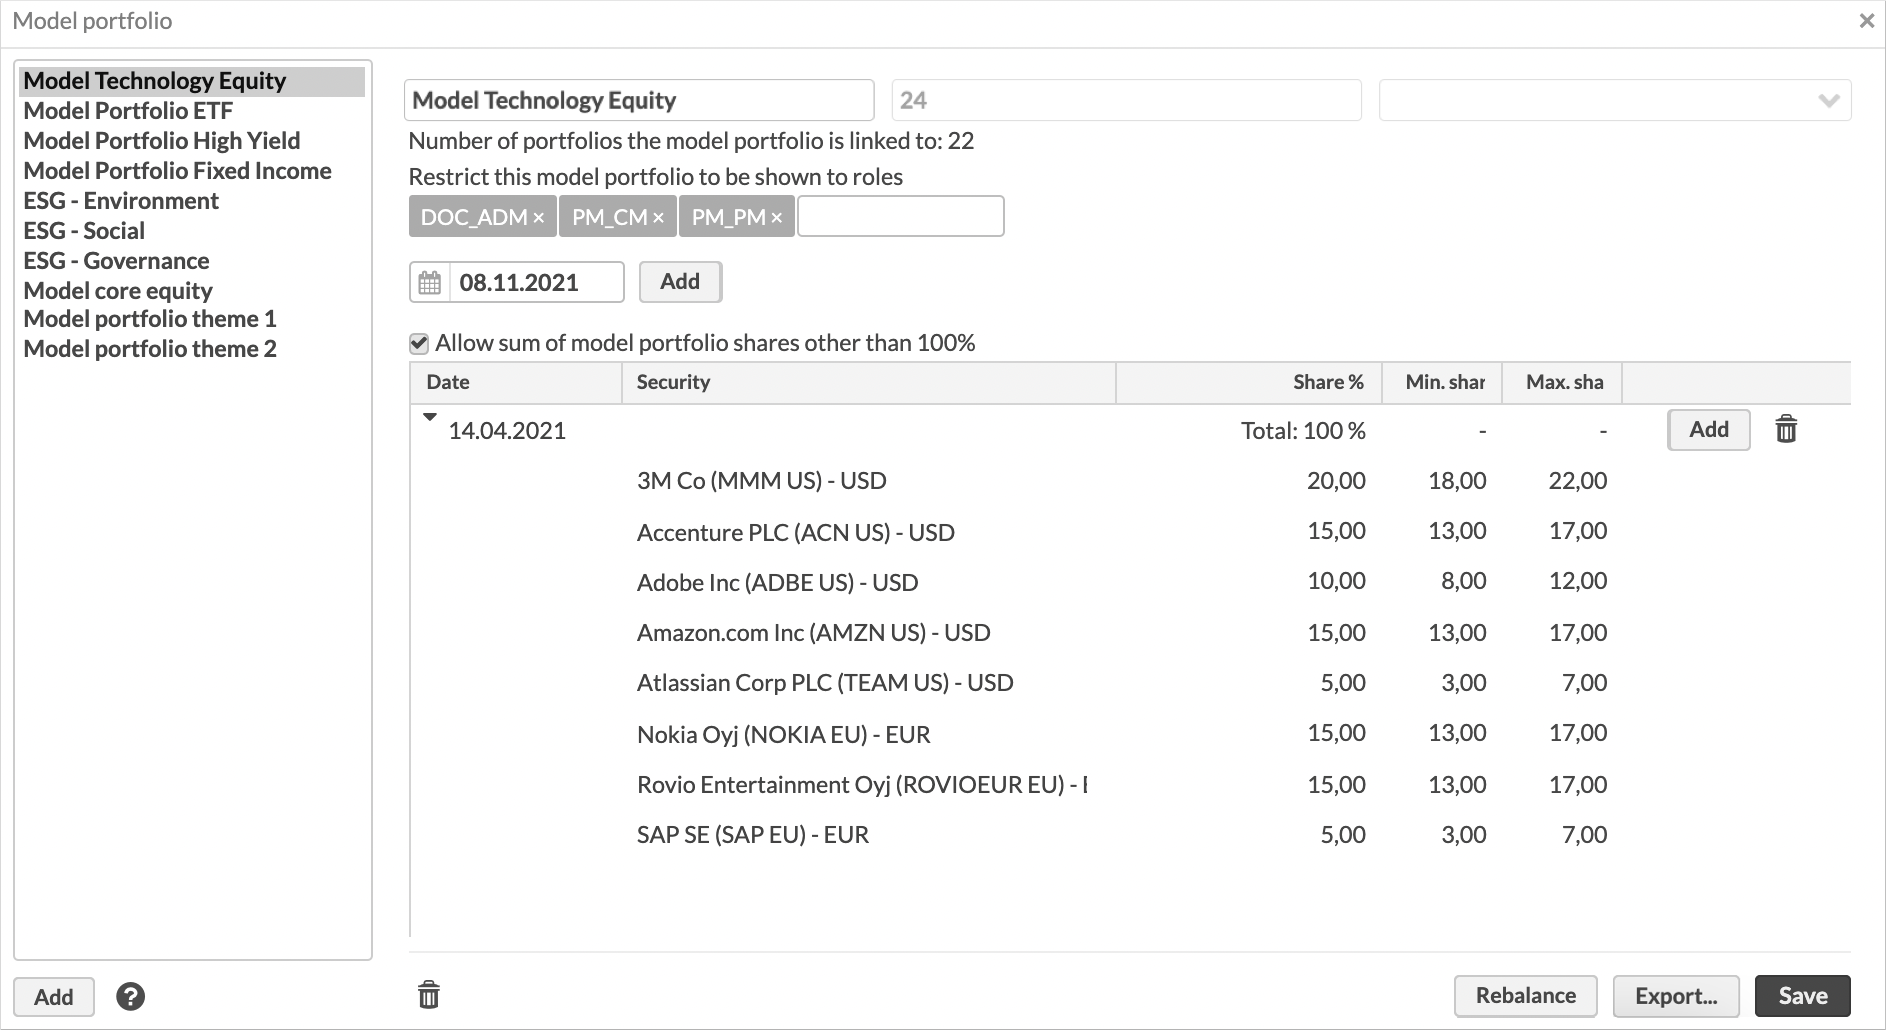 Model portfolio
Model Technology Equity
Model Portfolio ETF
Model Portfolio High Yield
Model Portfolio Fixed Income
ESG - Environment
ESG - Social
ESG - Governance
Model core equity
Model portfolio theme 1
Model portfolio theme 2
Add
Model Technology Equity 24
Number of portfolios the model portfolio is linked to: 22
Restrict this model portfolio to be shown to roles
DOC_ADM × PM_CM × PM_PM ×
08.11.2021 Add
Allow sum of model portfolio shares other than 100%
Date Security Share % Min. shar Max. sha
14.04.2021 Total: 100 % - - Add
3M Co (MMM US) - USD 20,00 18,00 22,00
Accenture PLC (ACN US) - USD 15,00 13,00 17,00
Adobe Inc (ADBE US) - USD 10,00 8,00 12,00
Amazon.com Inc (AMZN US) - USD 15,00 13,00 17,00
Atlassian Corp PLC (TEAM US) - USD 5,00 3,00 7,00
Nokia Oyj (NOKIA EU) - EUR 15,00 13,00 17,00
Rovio Entertainment Oyj (ROVIOEUR EU) - 15,00 13,00 17,00
SAP SE (SAP EU) - EUR 5,00 3,00 7,00
Rebalance Export... Save